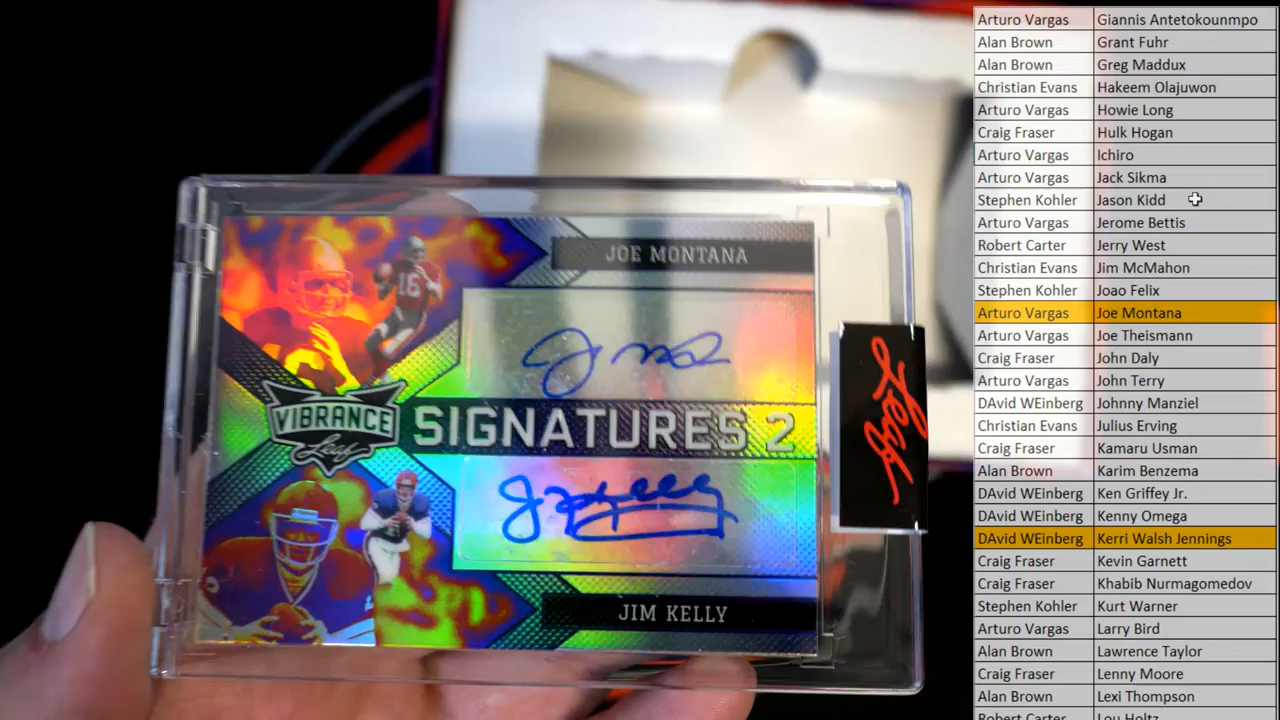 JOE MONTANA
16
VIBRANCE
Leaf
SIGNATURES 2
JIM KELLY
Leaf
Arturo Vargas Giannis Antetokounmpo
Alan Brown Grant Fuhr
Alan Brown Greg Maddux
Christian Evans Hakeem Olajuwon
Arturo Vargas Howie Long
Craig Fraser Hulk Hogan
Arturo Vargas Ichiro
Arturo Vargas Jack Sikma
Stephen Kohler Jason Kidd
Arturo Vargas Jerome Bettis
Robert Carter Jerry West
Christian Evans Jim McMahon
Stephen Kohler Joao Felix
Arturo Vargas Joe Montana
Arturo Vargas Joe Theismann
Craig Fraser John Daly
Arturo Vargas John Terry
DAvid WEinberg Johnny Manziel
Christian Evans Julius Erving
Craig Fraser Kamaru Usman
Alan Brown Karim Benzema
DAvid WEinberg Ken Griffey Jr.
DAvid WEinberg Kenny Omega
DAvid WEinberg Kerri Walsh Jennings
Craig Fraser Kevin Garnett
Craig Fraser Khabib Nurmagomedov
Stephen Kohler Kurt Warner
Arturo Vargas Larry Bird
Alan Brown Lawrence Taylor
Craig Fraser Lenny Moore
Alan Brown Lexi Thompson
Robert Carter Lou Holtz